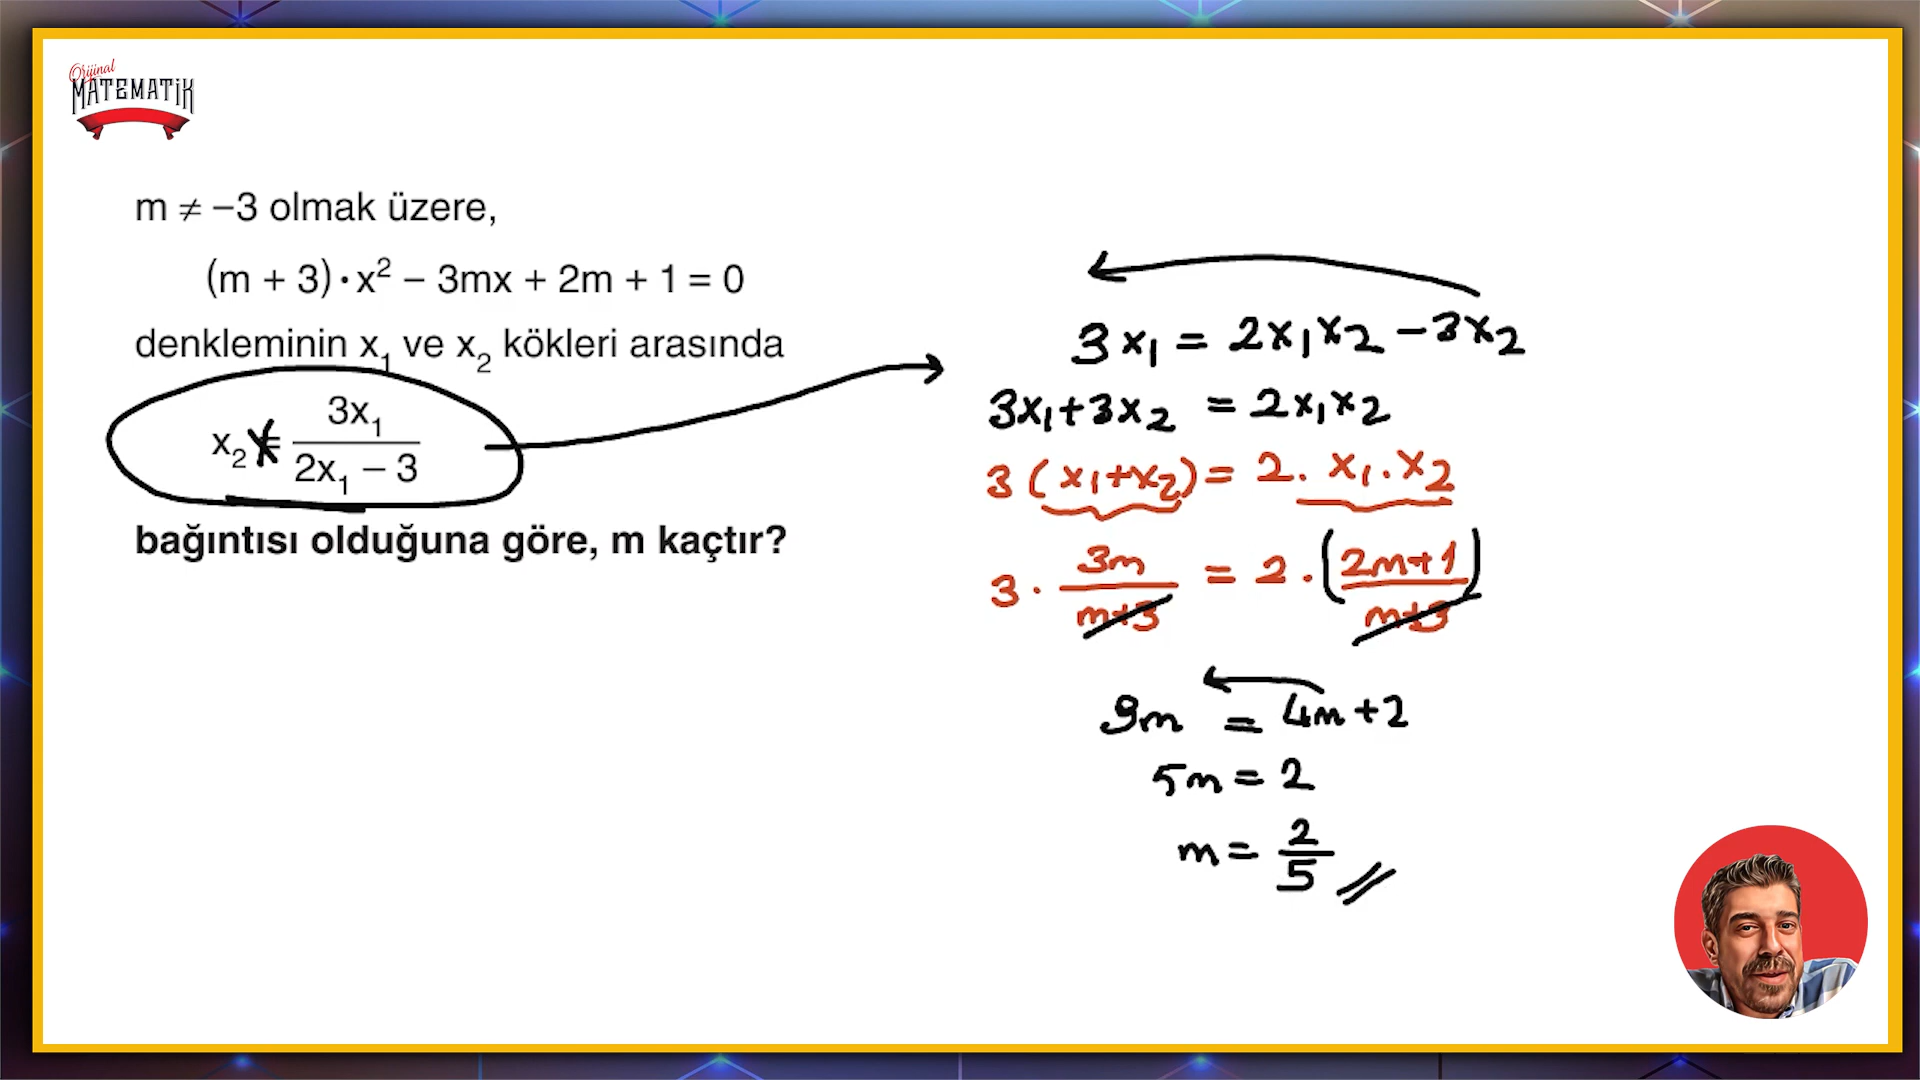 Orijinal
MATEMATİK
m ≠ −3 olmak üzere,
(m + 3) · x² − 3mx + 2m + 1 = 0
denkleminin x₁ ve x₂ kökleri arasında
x₂ = 3x₁ / (2x₁ − 3)
bağıntısı olduğuna göre, m kaçtır?
3x₁ = 2x₁x₂ − 3x₂
3x₁ + 3x₂ = 2x₁x₂
3(x₁+x₂) = 2 . x₁ . x₂
3 · 3m / (m+3) = 2 · (2m+1 / m+3)
9m = 4m + 2
5m = 2
m = 2/5 //